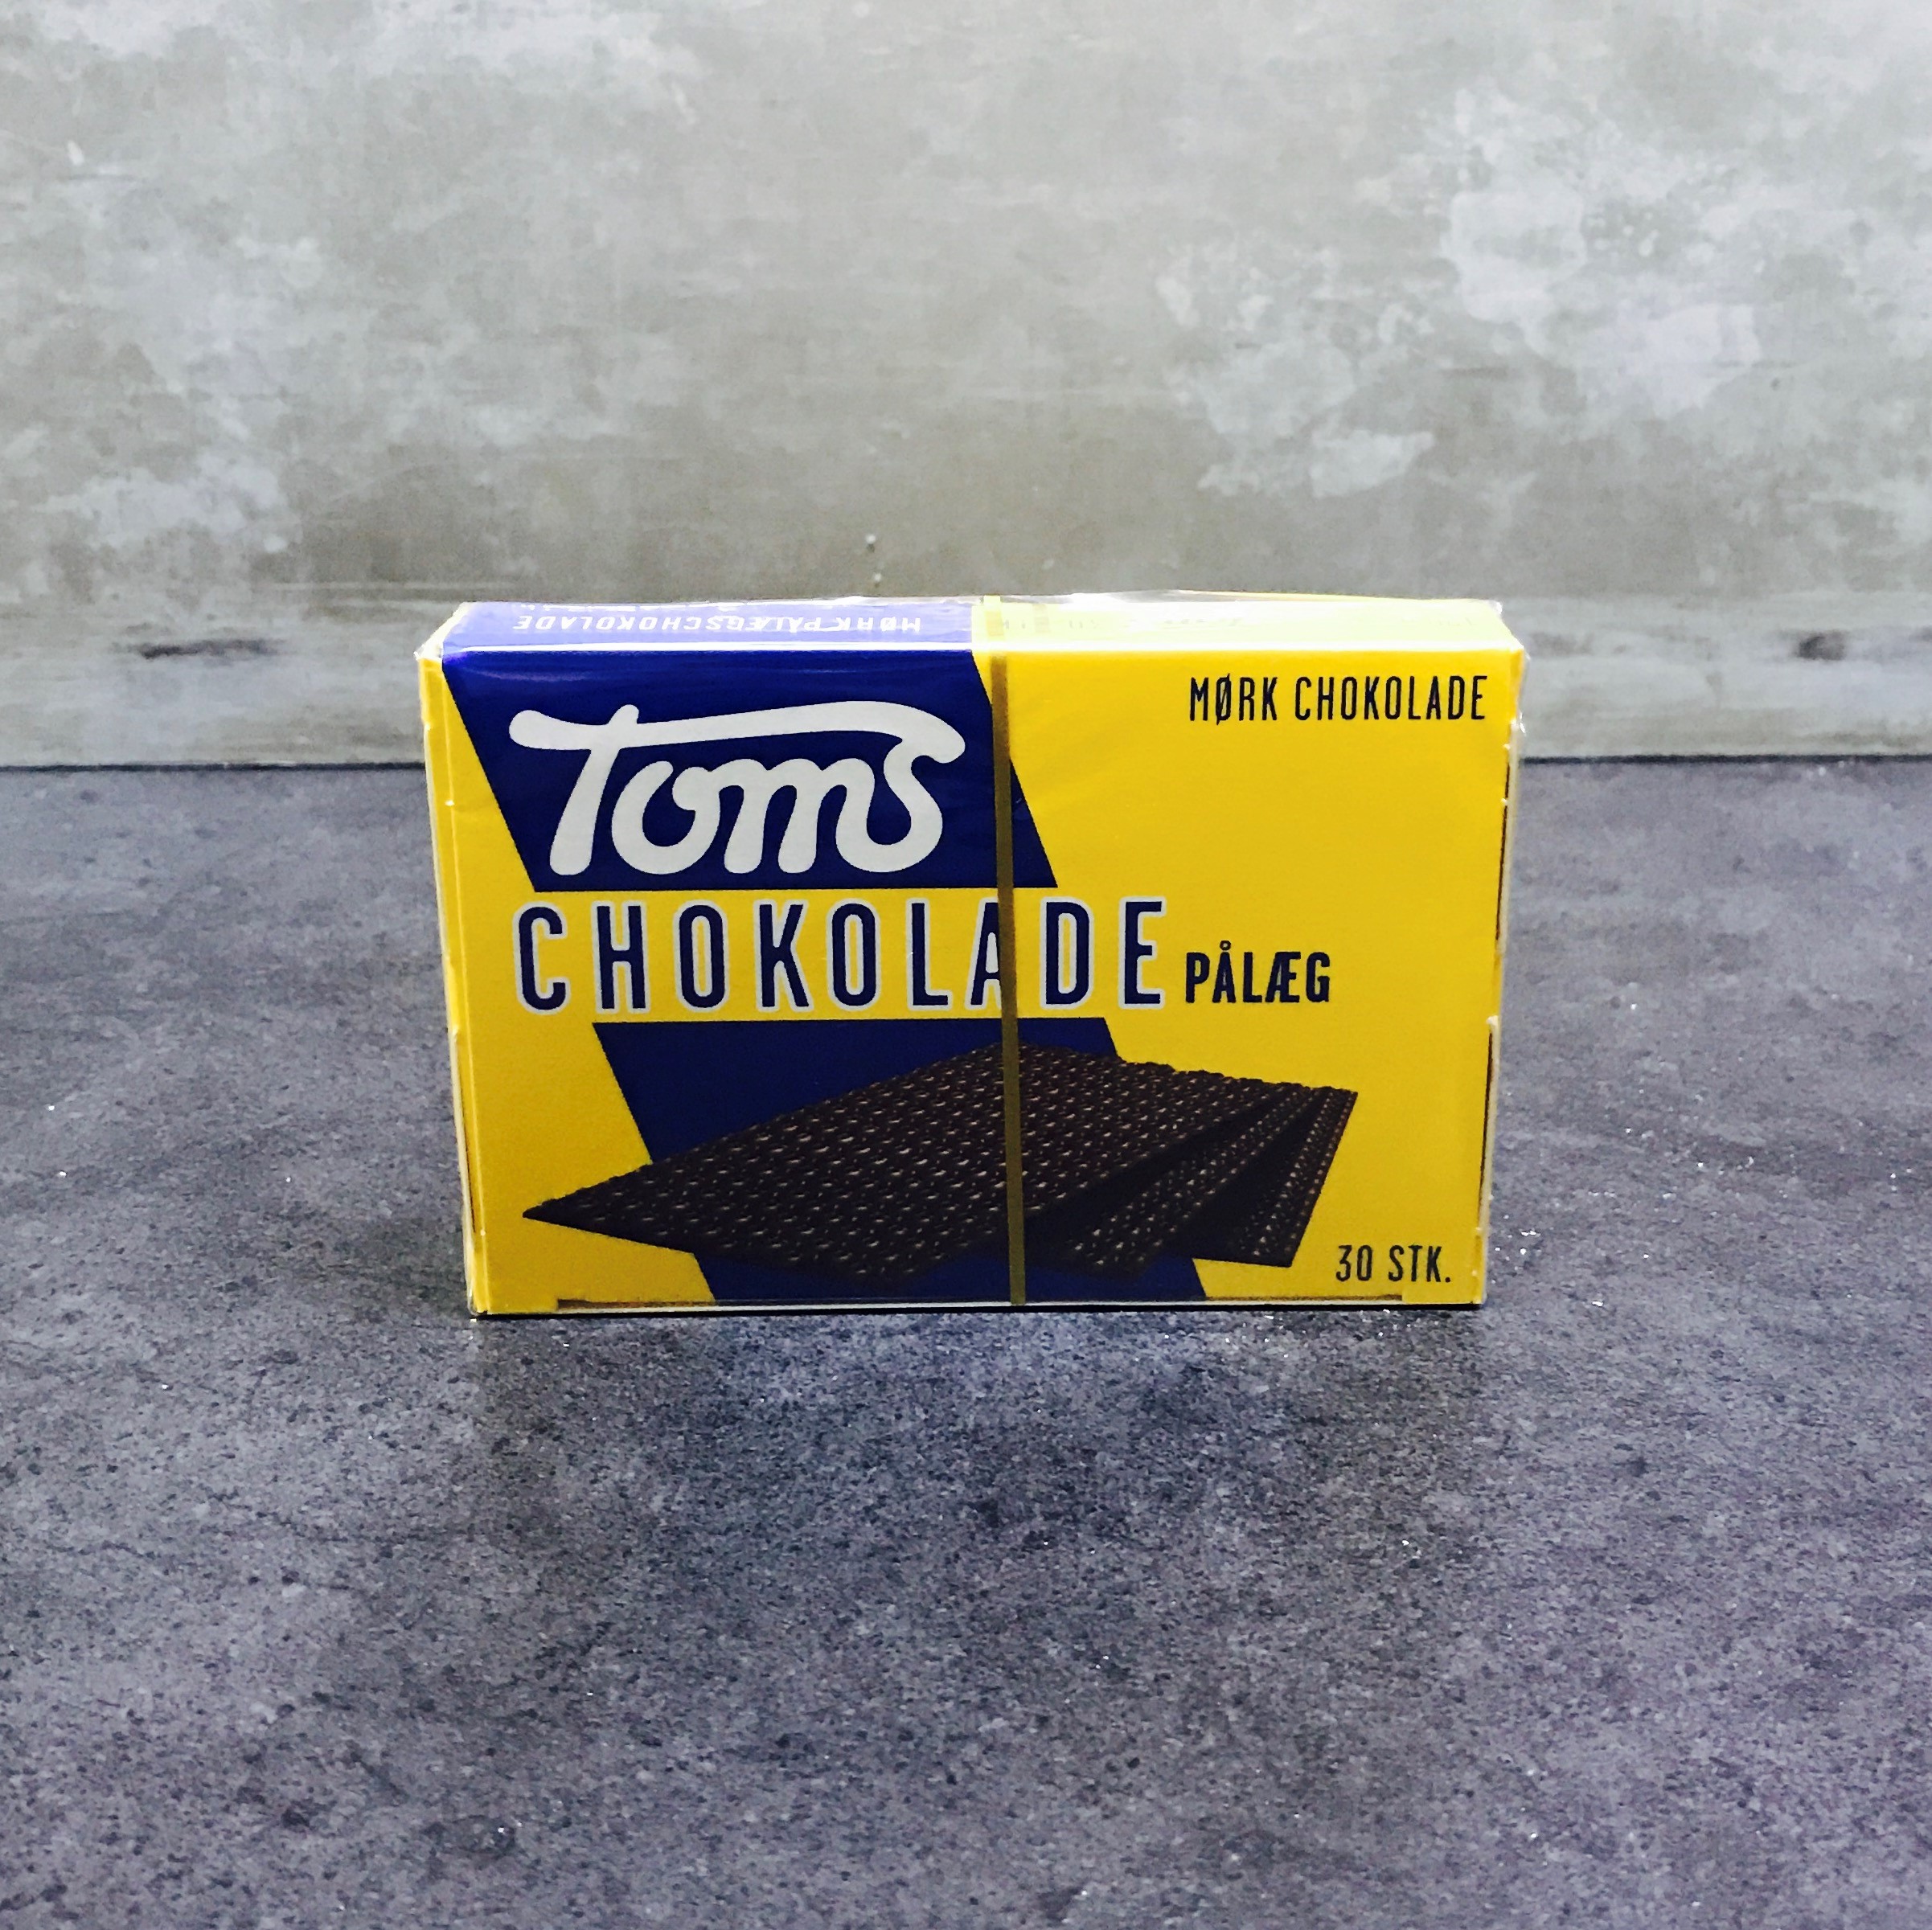 MØRK PÅLÆGSCHOKOLADE
MØRK CHOKOLADE
Toms
CHOKOLADE PÅLÆG
30 STK.